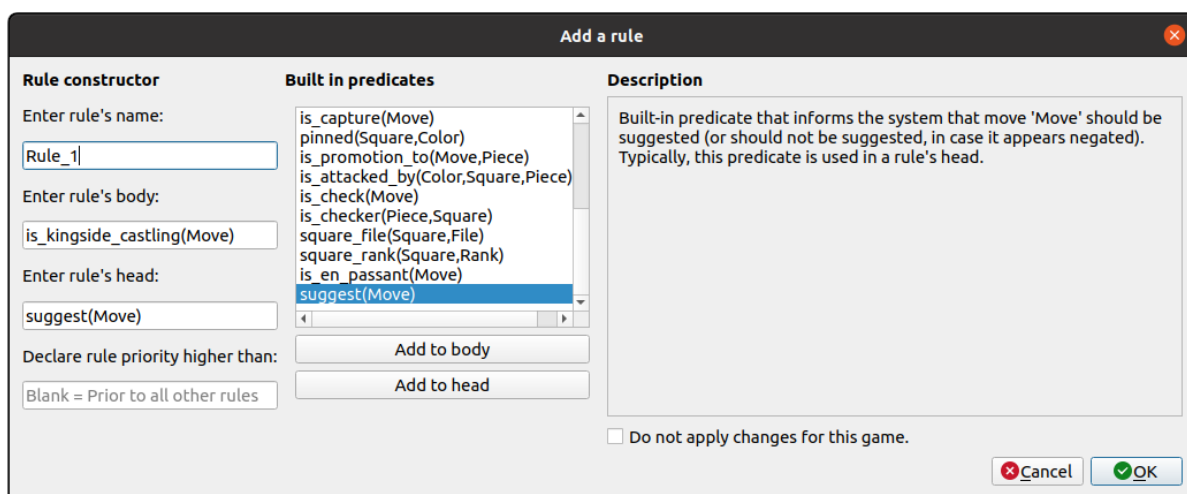 Add a rule
Rule constructor
Enter rule's name:
Rule_1
Enter rule's body:
is_kingside_castling(Move)
Enter rule's head:
suggest(Move)
Declare rule priority higher than:
Blank = Prior to all other rules
Built in predicates
is_capture(Move)
pinned(Square,Color)
is_promotion_to(Move,Piece)
is_attacked_by(Color,Square,Piece)
is_check(Move)
is_checker(Piece,Square)
square_file(Square,File)
square_rank(Square,Rank)
is_en_passant(Move)
suggest(Move)
Add to body
Add to head
Description
Built-in predicate that informs the system that move 'Move' should be
suggested (or should not be suggested, in case it appears negated).
Typically, this predicate is used in a rule's head.
Do not apply changes for this game.
Cancel
OK